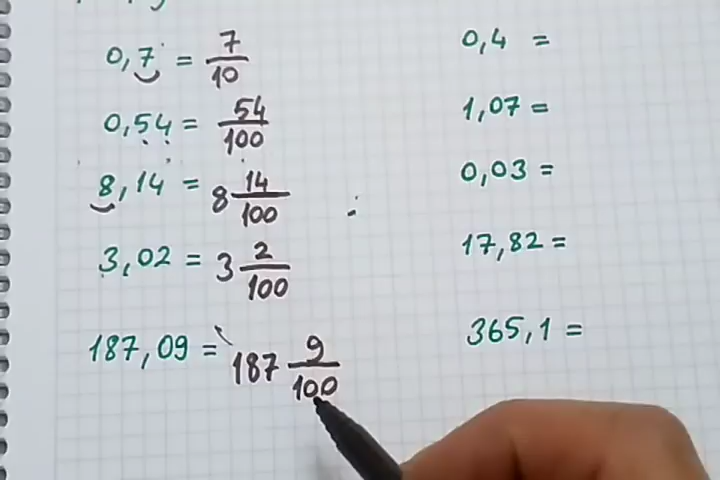 0,7 = 7/10
0,54 = 54/100
8,14 = 8 14/100
3,02 = 3 2/100
187,09 = 187 9/100
0,4 =
1,07 =
0,03 =
17,82 =
365,1 =